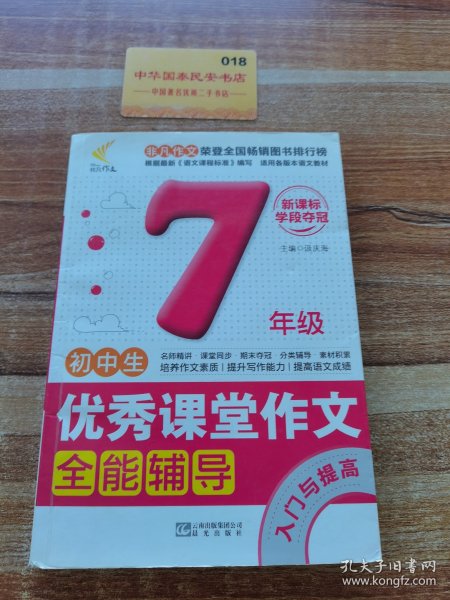 018
中华国泰民安书店
中国著名优秀二手书店
非凡作文
非凡作文荣登全国畅销图书排行榜
根据最新《语文课程标准》编写 适用各版本语文教材
7
年级
新课标
学段夺冠
主编◎汲庆海
初中生
名师精讲·课堂同步·期末夺冠·分类辅导·素材积累
培养作文素质|提升写作能力|提高语文成绩
优秀课堂作文
全能辅导
入门与提高
云南出版集团公司
晨光出版社
孔夫子旧书网
www.kongfz.com